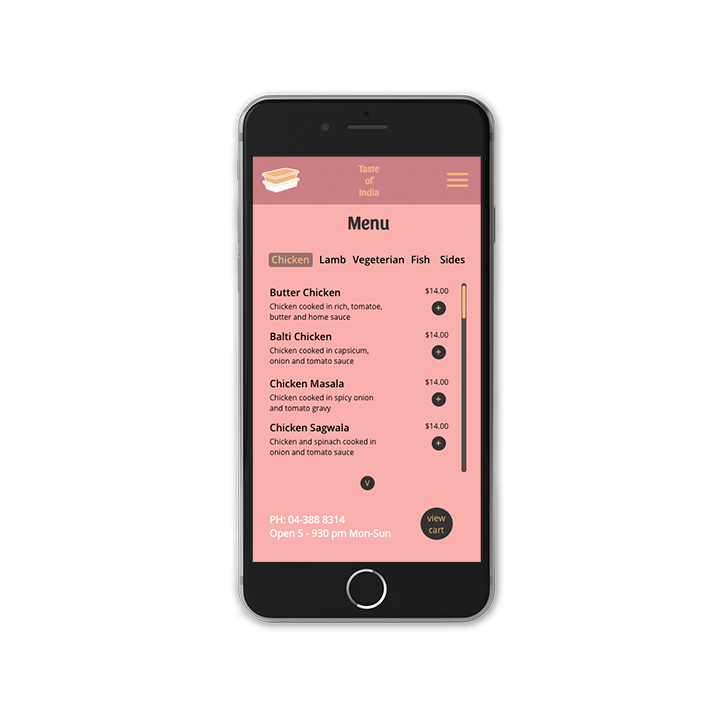 Taste
of
India
Menu
Chicken Lamb Vegeterian Fish Sides
Butter Chicken $14.00
Chicken cooked in rich, tomatoe,
butter and home sauce
+
Balti Chicken $14.00
Chicken cooked in capsicum,
onion and tomato sauce
+
Chicken Masala $14.00
Chicken cooked in spicy onion
and tomato gravy
+
Chicken Sagwala $14.00
Chicken and spinach cooked in
onion and tomato sauce
+
V
PH: 04-388 8314
Open 5 - 930 pm Mon-Sun
view
cart